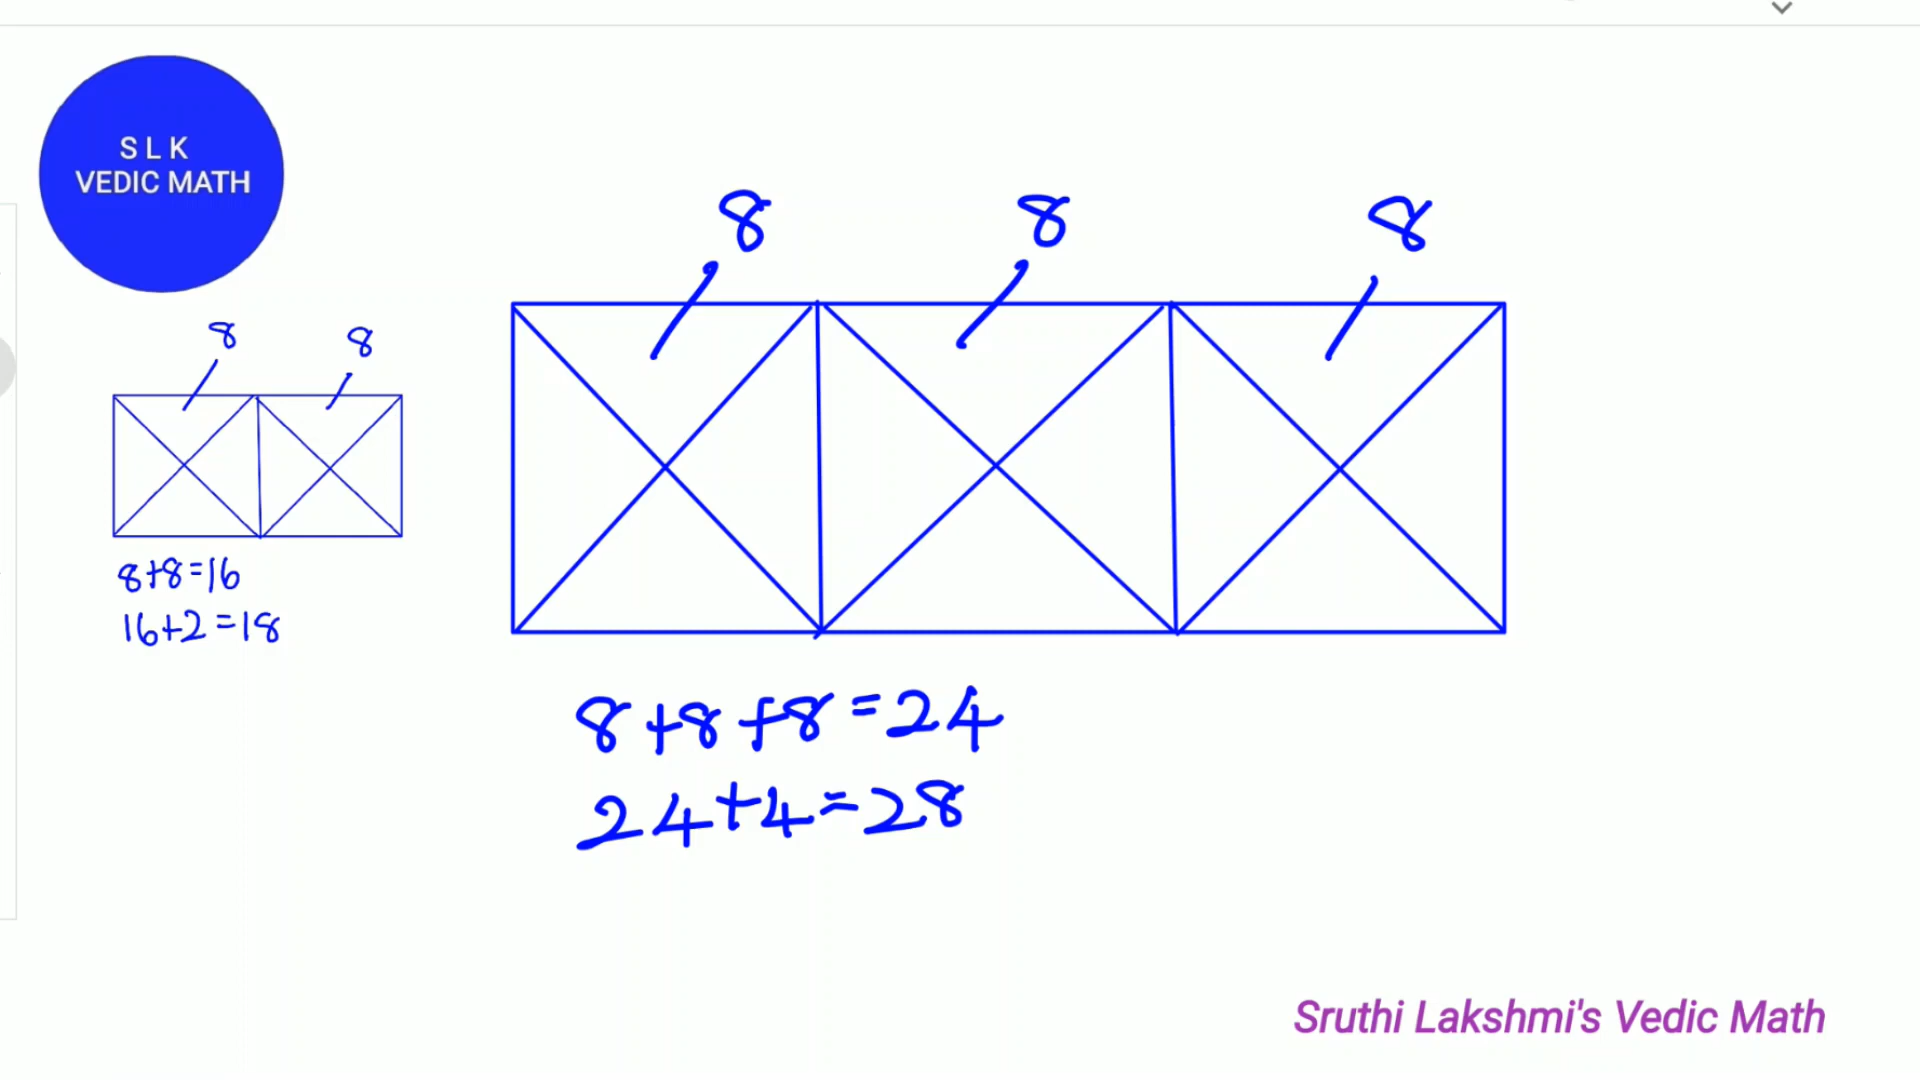 S L K
VEDIC MATH
8 8
8+8=16
16+2=18
8 8 8
8+8+8=24
24+4=28
Sruthi Lakshmi's Vedic Math